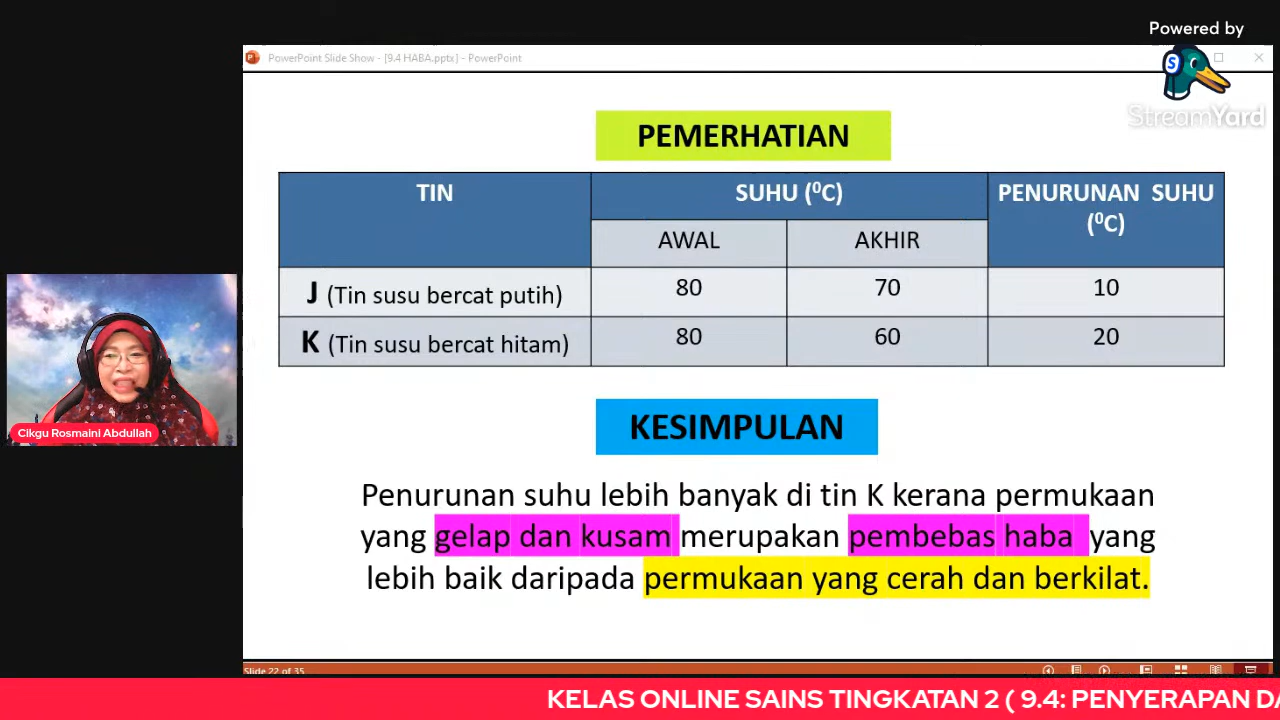 Powered by
StreamYard
PowerPoint Slide Show - [9.4 HABA.pptx] - PowerPoint
PEMERHATIAN
TIN SUHU (⁰C) PENURUNAN SUHU (⁰C)
AWAL AKHIR
J (Tin susu bercat putih) 80 70 10
K (Tin susu bercat hitam) 80 60 20
KESIMPULAN
Penurunan suhu lebih banyak di tin K kerana permukaan
yang gelap dan kusam merupakan pembebas haba yang
lebih baik daripada permukaan yang cerah dan berkilat.
Cikgu Rosmaini Abdullah
Slide 22 of 35
KELAS ONLINE SAINS TINGKATAN 2 ( 9.4: PENYERAPAN DA